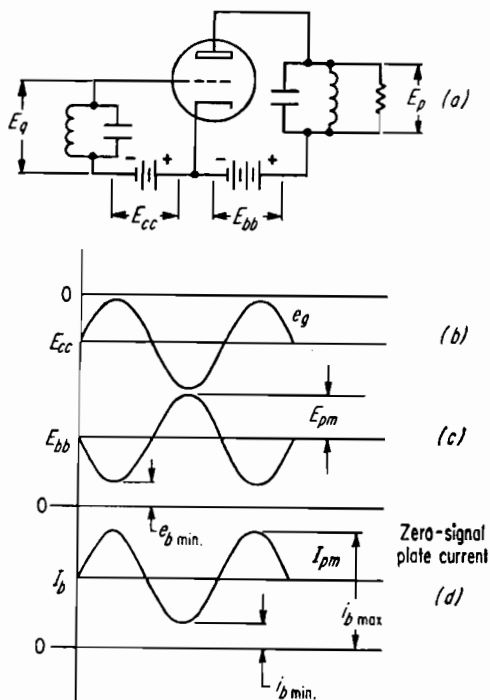 E_g
E_p (a)
- + - +
E_cc E_bb
0
e_g
E_cc (b)
E_pm
E_bb (c)
0
e_b min.
Zero-signal
plate current
I_pm
I_b (d)
i_b max
0
i_b min.